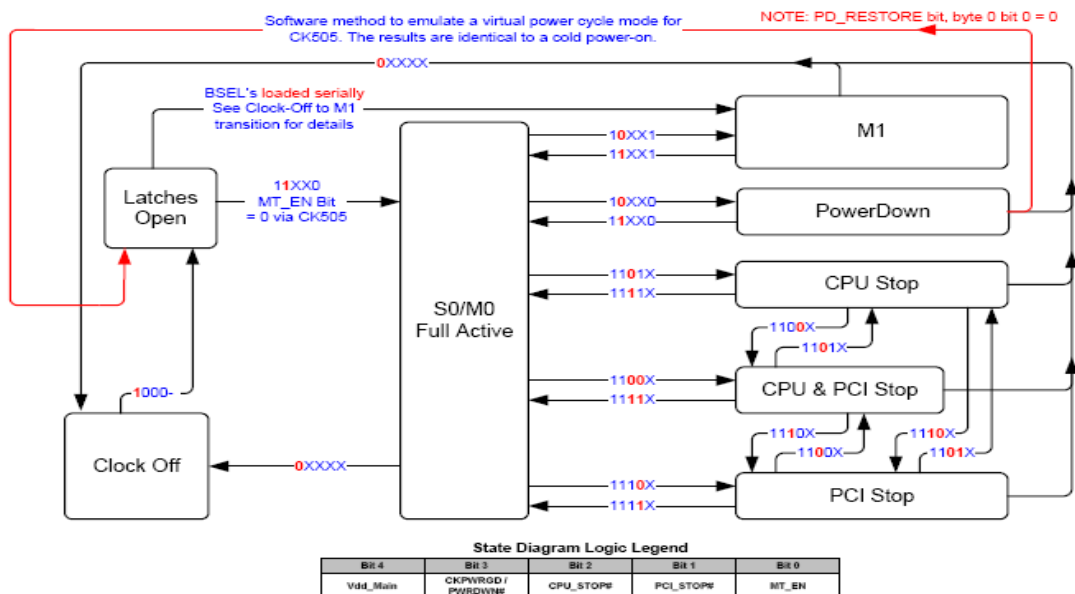 Software method to emulate a virtual power cycle mode for
CK505. The results are identical to a cold power-on.
NOTE: PD_RESTORE bit, byte 0 bit 0 = 0
0XXXX
BSEL's loaded serially
See Clock-Off to M1
transition for details
M1
10XX1
11XX1
Latches
Open
11XX0
MT_EN Bit
= 0 via CK505
10XX0
11XX0
PowerDown
S0/M0
Full Active
1101X
1111X
CPU Stop
1100X
1101X
1100X
1111X
CPU & PCI Stop
1000-
Clock Off
0XXXX
1110X
1100X
1110X
1101X
1110X
1111X
PCI Stop
State Diagram Logic Legend
Bit 4 Bit 3 Bit 2 Bit 1 Bit 0
Vdd_Main CKPWRGD / PWRDWN# CPU_STOP# PCI_STOP# MT_EN